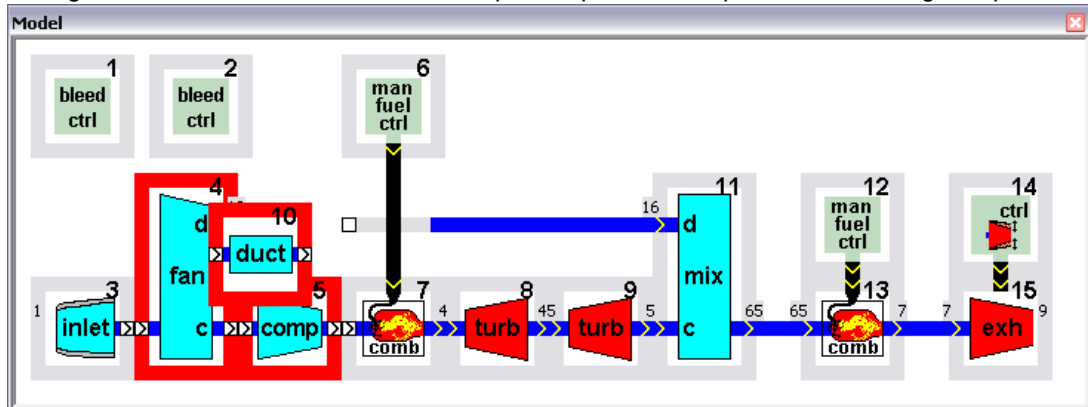 Model
1
bleed
ctrl
2
bleed
ctrl
6
man
fuel
ctrl
4
d
fan
c
10
duct
16
11
d
mix
c
12
man
fuel
ctrl
14
ctrl
1
3
inlet
5
comp
7
comb
4
8
turb
45
9
turb
5
65
65
13
comb
7
7
15
exh
9